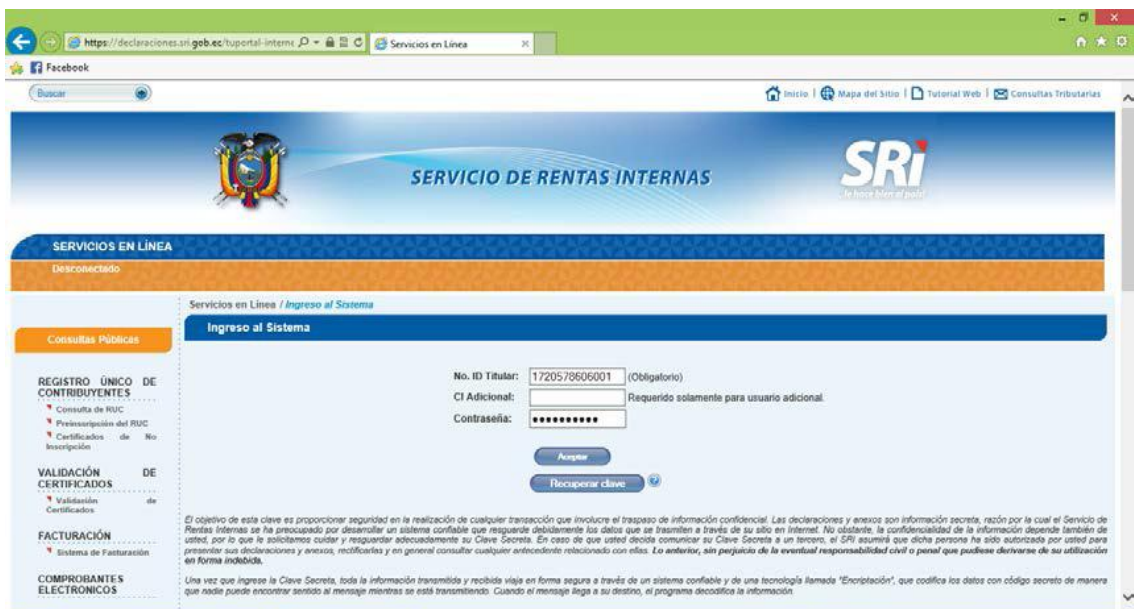 https://declaraciones.sri.gob.ec/tuportal-interne
Servicios en Línea
Facebook
Buscar
Inicio | Mapa del Sitio | Tutorial Web | Consultas Tributarias
SERVICIO DE RENTAS INTERNAS
SRi
...le hace bien al país!
SERVICIOS EN LÍNEA
Desconectado
Servicios en Línea / Ingreso al Sistema
Ingreso al Sistema
Consultas Públicas
REGISTRO ÚNICO DE
CONTRIBUYENTES
Consulta de RUC
Preinscripción del RUC
Certificados de No
Inscripción
VALIDACIÓN DE
CERTIFICADOS
Validación de
Certificados
FACTURACIÓN
Sistema de Facturación
COMPROBANTES
ELECTRONICOS
No. ID Titular: 1720578606001 (Obligatorio)
CI Adicional: Requerido solamente para usuario adicional.
Contraseña: ••••••••••
Aceptar
Recuperar clave
El objetivo de esta clave es proporcionar seguridad en la realización de cualquier transacción que involucre el traspaso de información confidencial. Las declaraciones y anexos son información secreta, razón por la cual el Servicio de
Rentas Internas se ha preocupado por desarrollar un sistema confiable que resguarde debidamente los datos que se trasmiten a través de su sitio en Internet. No obstante, la confidencialidad de la información depende también de
usted, por lo que le solicitamos cuidar y resguardar adecuadamente su Clave Secreta. En caso de que usted decida comunicar su Clave Secreta a un tercero, el SRI asumirá que dicha persona ha sido autorizada por usted para
presentar sus declaraciones y anexos, rectificarlas y en general consultar cualquier antecedente relacionado con ellas. Lo anterior, sin perjuicio de la eventual responsabilidad civil o penal que pudiese derivarse de su utilización
en forma indebida.
Una vez que ingrese la Clave Secreta, toda la información transmitida y recibida viaja en forma segura a través de un sistema confiable y de una tecnología llamada "Encriptación", que codifica los datos con código secreto de manera
que nadie puede encontrar sentido al mensaje mientras se está transmitiendo. Cuando el mensaje llega a su destino, el programa decodifica la información.